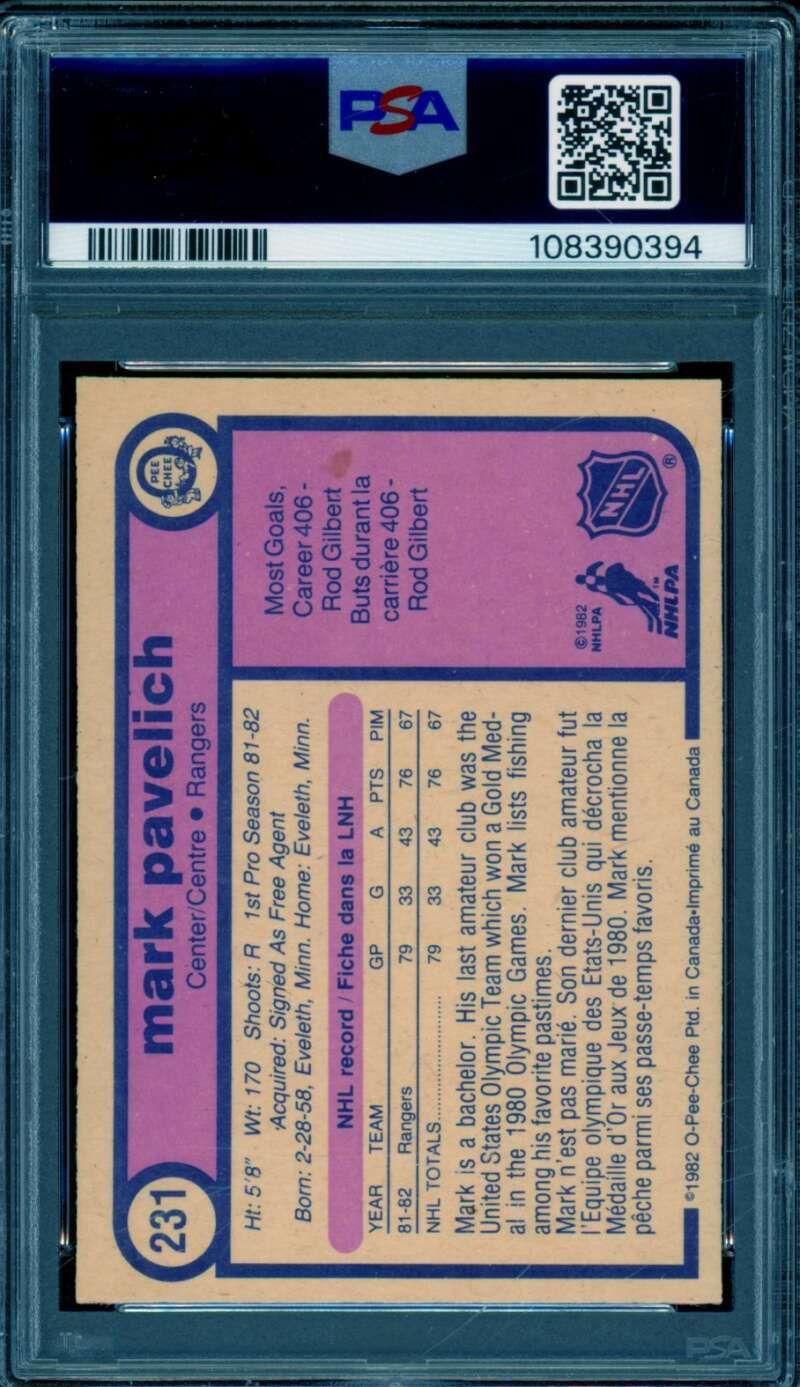 PSA
108390394
231
mark pavelich
Center/Centre • Rangers
O
PEE
CHEE
Ht: 5'8" Wt: 170 Shoots: R 1st Pro Season 81-82
Acquired: Signed As Free Agent
Born: 2-28-58, Eveleth, Minn. Home: Eveleth, Minn.
NHL record / Fiche dans la LNH
YEAR TEAM GP G A PTS PIM
81-82 Rangers 79 33 43 76 67
NHL TOTALS 79 33 43 76 67
Mark is a bachelor. His last amateur club was the
United States Olympic Team which won a Gold Med-
al in the 1980 Olympic Games. Mark lists fishing
among his favorite pastimes.
Mark n'est pas marié. Son dernier club amateur fut
l'Equipe olympique des Etats-Unis qui décrocha la
Médaille d'Or aux Jeux de 1980. Mark mentionne la
pêche parmi ses passe-temps favoris.
Most Goals,
Career 406 -
Rod Gilbert
Buts durant la
carrière 406 -
Rod Gilbert
©1982
NHLPA
NHLPA™
NHL®
©1982 O-Pee-Chee Ptd. in Canada•Imprimé au Canada
PSA